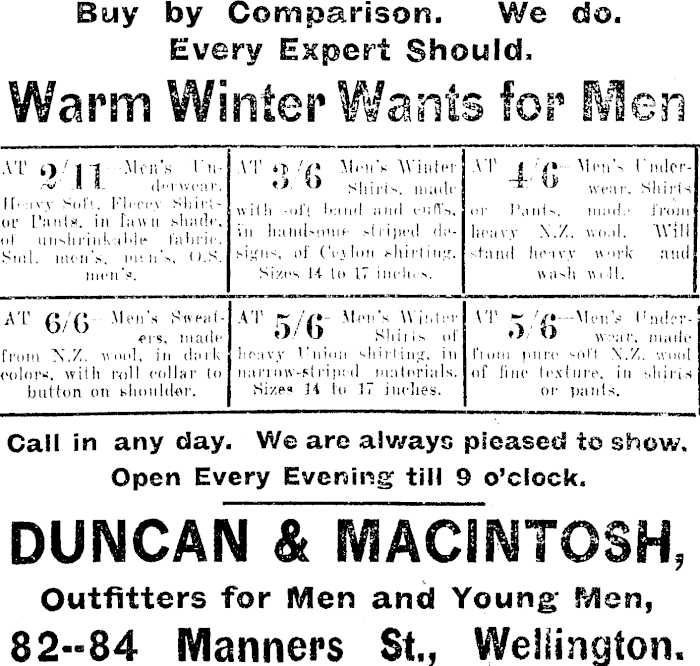 Buy by Comparison. We do.
Every Expert Should.
Warm Winter Wants for Men
AT 2/11—Men's Un-
derwear,
Heavy Soft, Fleecy Shirts
or Pants, in fawn shade,
of unshrinkable fabric.
Sml. men's, men's, O.S.
men's.
AT 3/6 Men's Winter
Shirts, made
with soft band and cuffs,
in handsome striped de-
signs, of Ceylon shirting.
Sizes 14 to 17 inches.
AT 4/6—Men's Under-
wear, Shirts
or Pants, made from
heavy N.Z. wool. Will
stand heavy work and
wash well.
AT 6/6—Men's Sweat-
ers, made
from N.Z. wool, in dark
colors, with roll collar to
button on shoulder.
AT 5/6—Men's Winter
Shirts of
heavy Union shirting, in
narrow-striped materials.
Sizes 14 to 17 inches.
AT 5/6—Men's Under-
wear, made
from pure soft N.Z. wool
of fine texture, in shirts
or pants.
Call in any day. We are always pleased to show.
Open Every Evening till 9 o'clock.
DUNCAN & MACINTOSH,
Outfitters for Men and Young Men,
82--84 Manners St., Wellington.